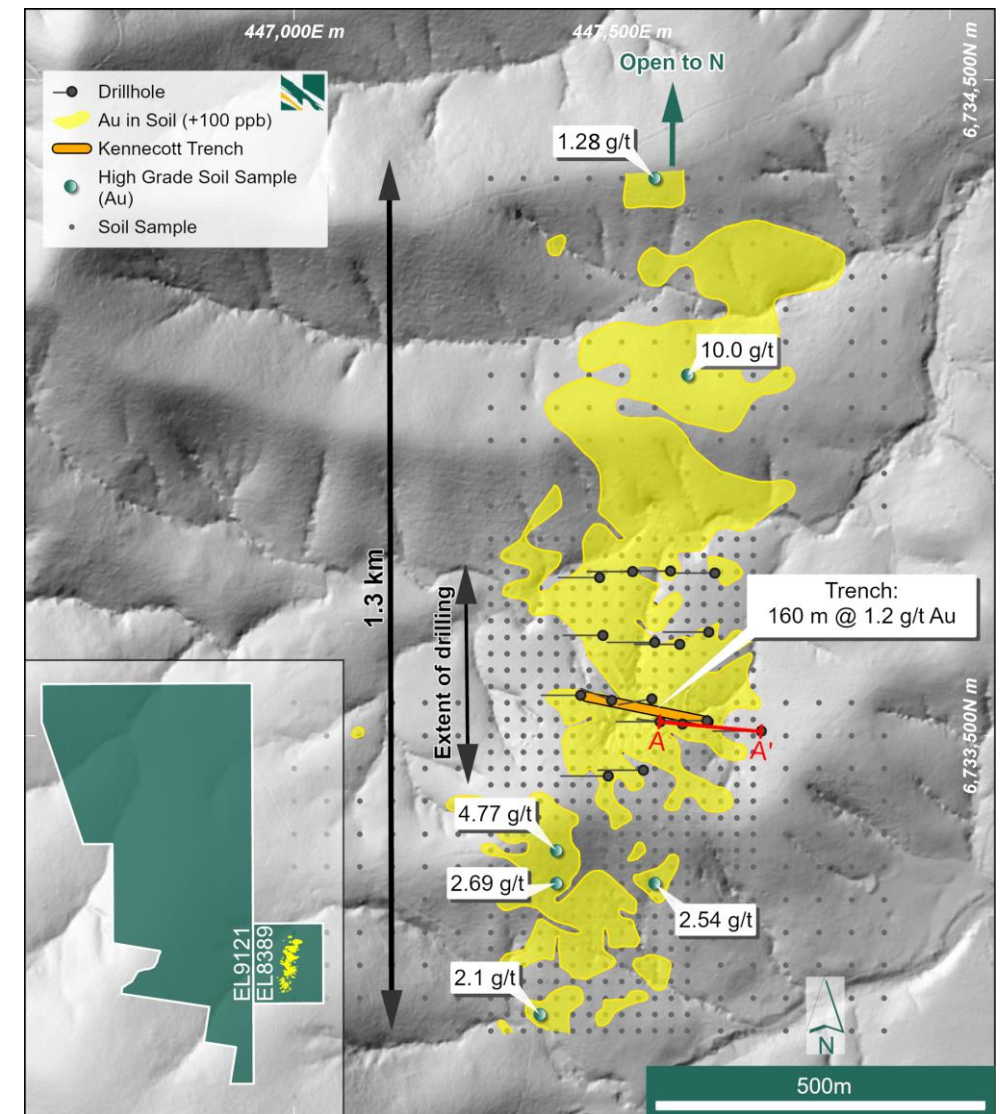 447,000E m
447,500E m
6,734,500N m
Open to N
Drillhole
Au in Soil (+100 ppb)
Kennecott Trench
High Grade Soil Sample
(Au)
Soil Sample
1.28 g/t
10.0 g/t
1.3 km
Extent of drilling
Trench:
160 m @ 1.2 g/t Au
A
A'
6,733,500N m
4.77 g/t
2.69 g/t
2.54 g/t
2.1 g/t
EL9121
EL8389
N
500m